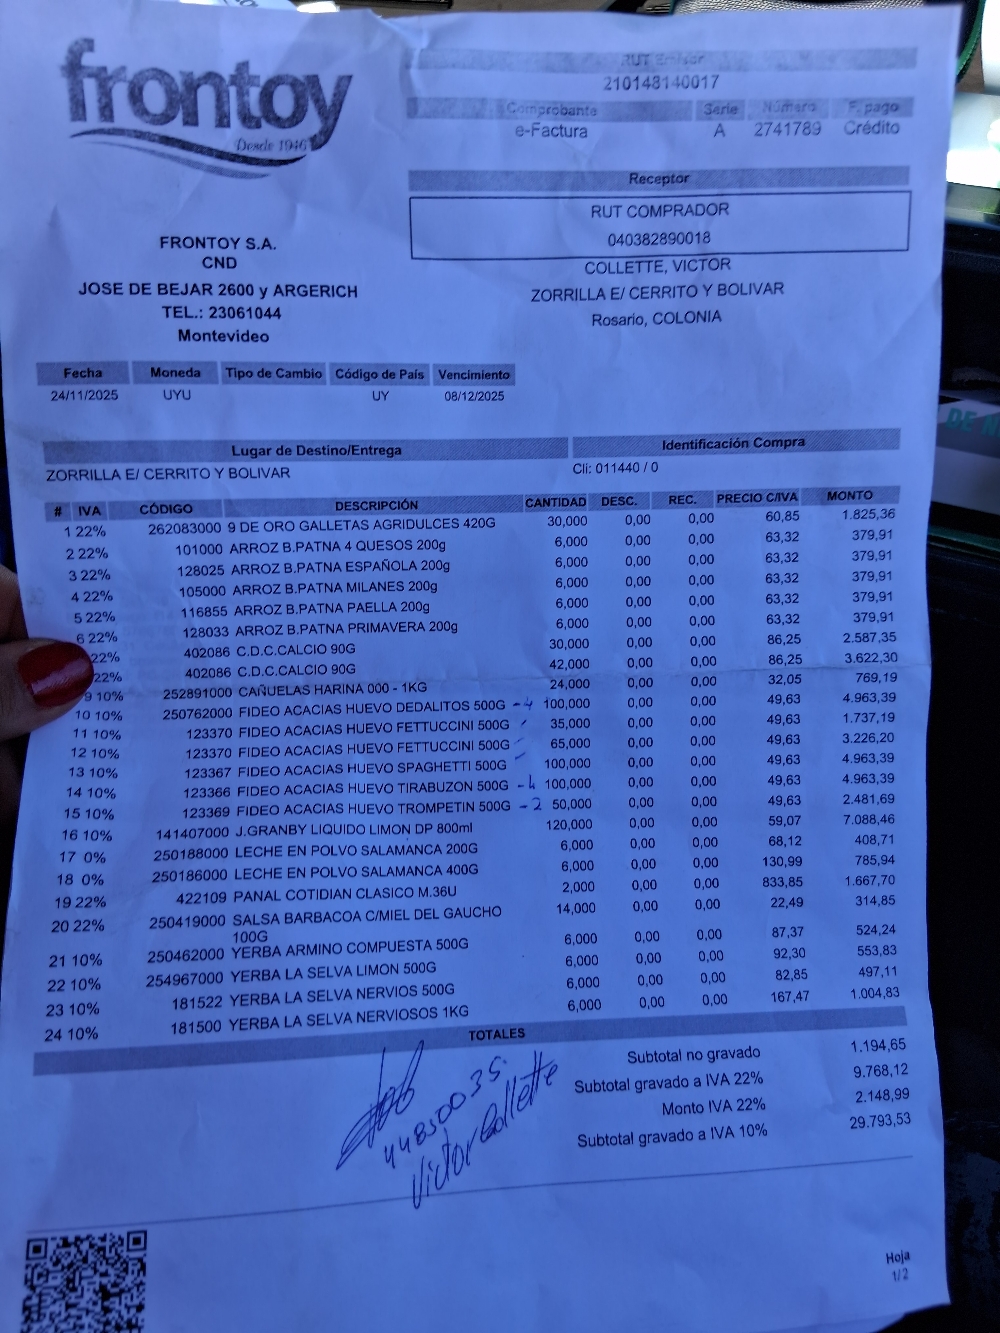 frontoy
Desde 1946
RUT Emisor
210148140017
Comprobante Serie Número F. pago
e-Factura A 2741789 Crédito
Receptor
RUT COMPRADOR
040382890018
COLLETTE, VICTOR
ZORRILLA E/ CERRITO Y BOLIVAR
Rosario, COLONIA
FRONTOY S.A.
CND
JOSE DE BEJAR 2600 y ARGERICH
TEL.: 23061044
Montevideo
Fecha Moneda Tipo de Cambio Código de País Vencimiento
24/11/2025 UYU UY 08/12/2025
Lugar de Destino/Entrega Identificación Compra
ZORRILLA E/ CERRITO Y BOLIVAR Cli: 011440 / 0
# IVA CÓDIGO DESCRIPCIÓN CANTIDAD DESC. REC. PRECIO C/IVA MONTO
1 22% 262083000 9 DE ORO GALLETAS AGRIDULCES 420G 30,000 0,00 0,00 60,85 1.825,36
2 22% 101000 ARROZ B.PATNA 4 QUESOS 200g 6,000 0,00 0,00 63,32 379,91
3 22% 128025 ARROZ B.PATNA ESPAÑOLA 200g 6,000 0,00 0,00 63,32 379,91
4 22% 105000 ARROZ B.PATNA MILANES 200g 6,000 0,00 0,00 63,32 379,91
5 22% 116855 ARROZ B.PATNA PAELLA 200g 6,000 0,00 0,00 63,32 379,91
6 22% 128033 ARROZ B.PATNA PRIMAVERA 200g 6,000 0,00 0,00 63,32 379,91
22% 402086 C.D.C.CALCIO 90G 30,000 0,00 0,00 86,25 2.587,35
22% 402086 C.D.C.CALCIO 90G 42,000 0,00 0,00 86,25 3.622,30
9 10% 252891000 CAÑUELAS HARINA 000 - 1KG 24,000 0,00 0,00 32,05 769,19
10 10% 250762000 FIDEO ACACIAS HUEVO DEDALITOS 500G - 4 100,000 0,00 0,00 49,63 4.963,39
11 10% 123370 FIDEO ACACIAS HUEVO FETTUCCINI 500G 35,000 0,00 0,00 49,63 1.737,19
12 10% 123370 FIDEO ACACIAS HUEVO FETTUCCINI 500G 65,000 0,00 0,00 49,63 3.226,20
13 10% 123367 FIDEO ACACIAS HUEVO SPAGHETTI 500G 100,000 0,00 0,00 49,63 4.963,39
14 10% 123366 FIDEO ACACIAS HUEVO TIRABUZON 500G - 4 100,000 0,00 0,00 49,63 4.963,39
15 10% 123369 FIDEO ACACIAS HUEVO TROMPETIN 500G - 2 50,000 0,00 0,00 49,63 2.481,69
16 10% 141407000 J.GRANBY LIQUIDO LIMON DP 800ml 120,000 0,00 0,00 59,07 7.088,46
17 0% 250188000 LECHE EN POLVO SALAMANCA 200G 6,000 0,00 0,00 68,12 408,71
18 0% 250186000 LECHE EN POLVO SALAMANCA 400G 6,000 0,00 0,00 130,99 785,94
19 22% 422109 PANAL COTIDIAN CLASICO M.36U 2,000 0,00 0,00 833,85 1.667,70
20 22% 250419000 SALSA BARBACOA C/MIEL DEL GAUCHO 14,000 0,00 0,00 22,49 314,85
100G
21 10% 250462000 YERBA ARMINO COMPUESTA 500G 6,000 0,00 0,00 87,37 524,24
22 10% 254967000 YERBA LA SELVA LIMON 500G 6,000 0,00 0,00 92,30 553,83
23 10% 181522 YERBA LA SELVA NERVIOS 500G 6,000 0,00 0,00 82,85 497,11
24 10% 181500 YERBA LA SELVA NERVIOSOS 1KG 6,000 0,00 0,00 167,47 1.004,83
TOTALES
Subtotal no gravado 1.194,65
Subtotal gravado a IVA 22% 9.768,12
Monto IVA 22% 2.148,99
Subtotal gravado a IVA 10% 29.793,53
44850035
Victor Collette
Hoja
1/2